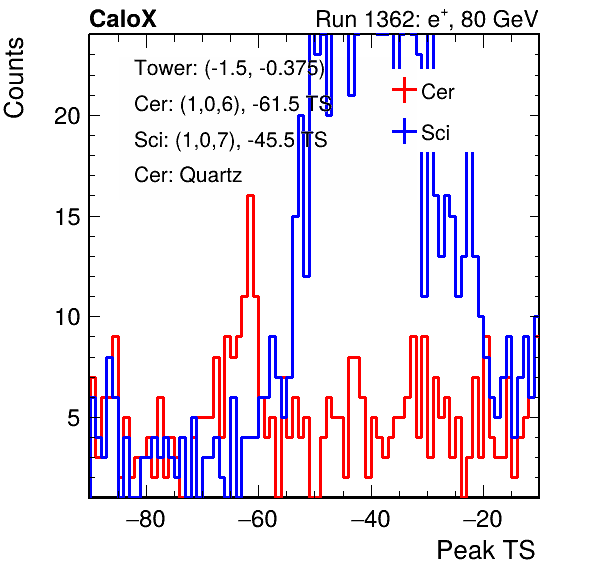 CaloX Run 1362: e⁺, 80 GeV
Counts
Tower: (-1.5, -0.375)
Cer: (1,0,6), -61.5 TS
Sci: (1,0,7), -45.5 TS
Cer: Quartz
Cer
Sci
20
15
10
5
−80 −60 −40 −20
Peak TS